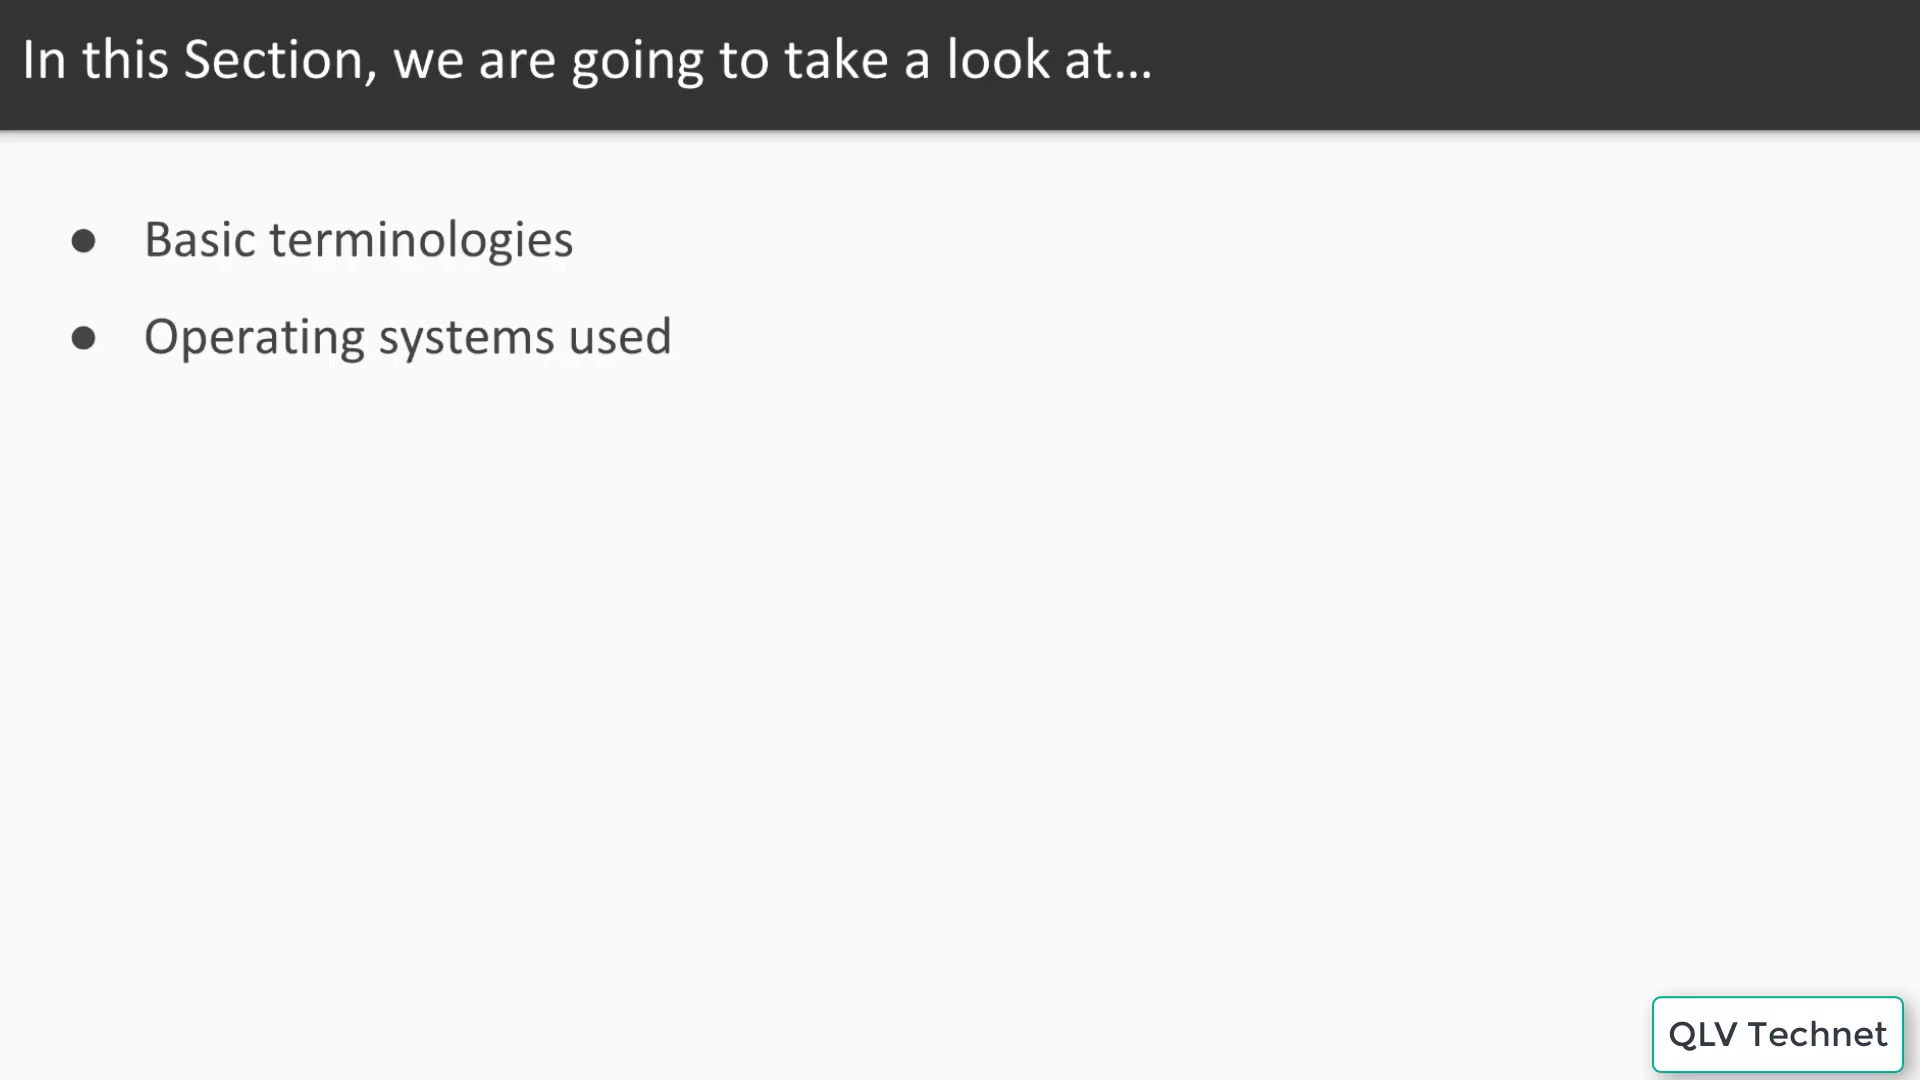 In this Section, we are going to take a look at...
● Basic terminologies
● Operating systems used
QLV Technet